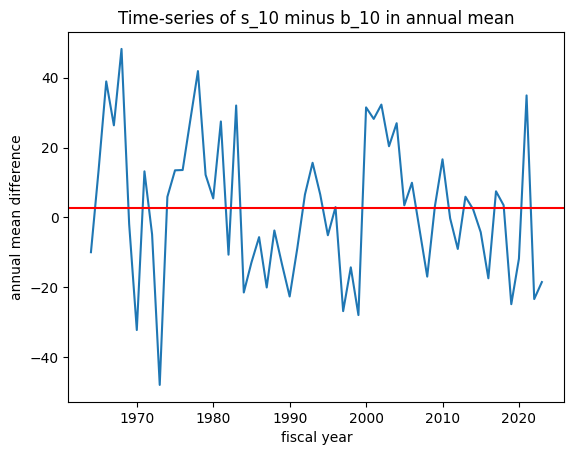 Time-series of s_10 minus b_10 in annual mean
annual mean difference
40
20
0
−20
−40
1970 1980 1990 2000 2010 2020
fiscal year